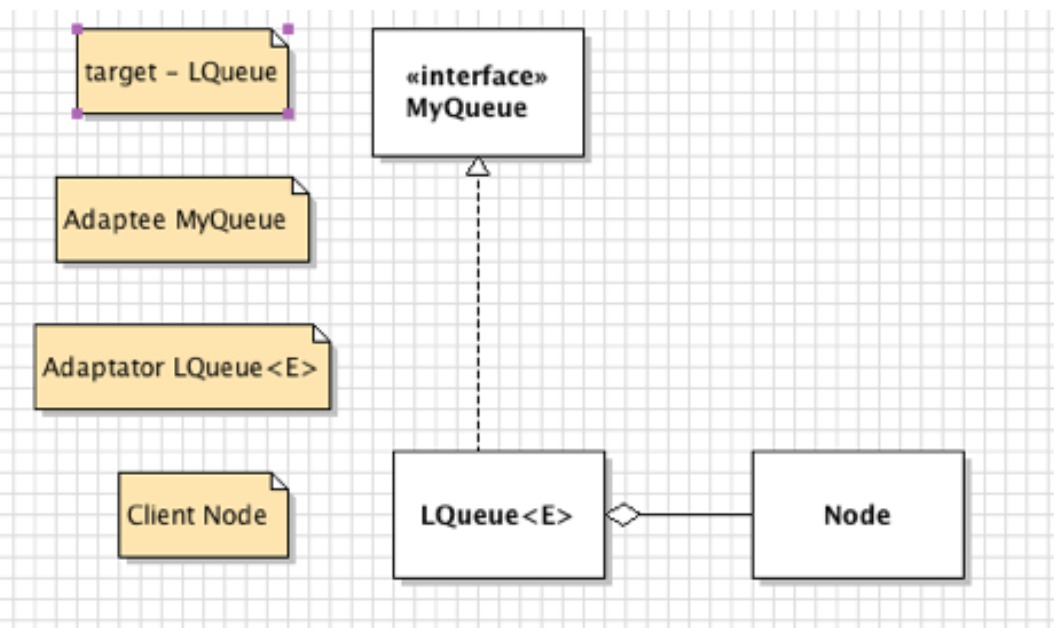 target – LQueue
«interface»
MyQueue
Adaptee MyQueue
Adaptator LQueue<E>
Client Node
LQueue<E>
Node